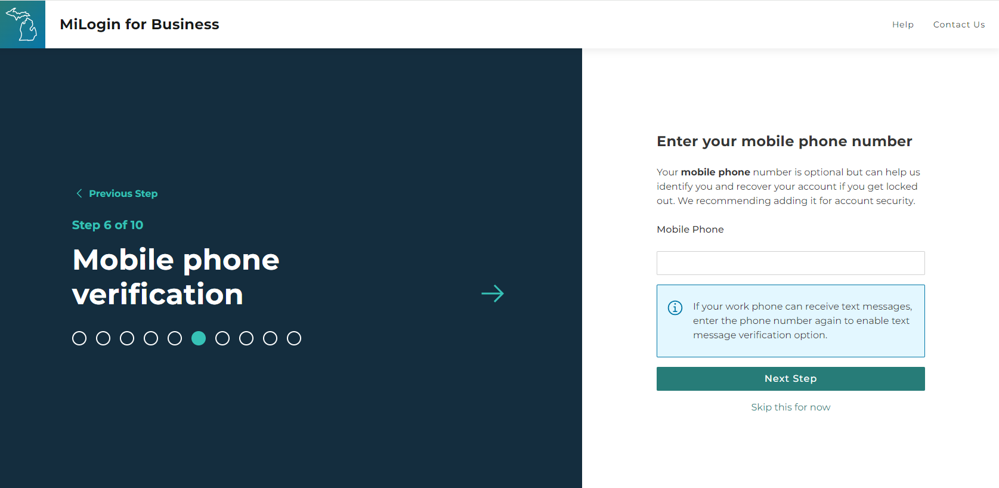 MiLogin for Business
Help
Contact Us
Previous Step
Step 6 of 10
Mobile phone
verification
Enter your mobile phone number
Your mobile phone number is optional but can help us
identify you and recover your account if you get locked
out. We recommending adding it for account security.
Mobile Phone
If your work phone can receive text messages,
enter the phone number again to enable text
message verification option.
Next Step
Skip this for now